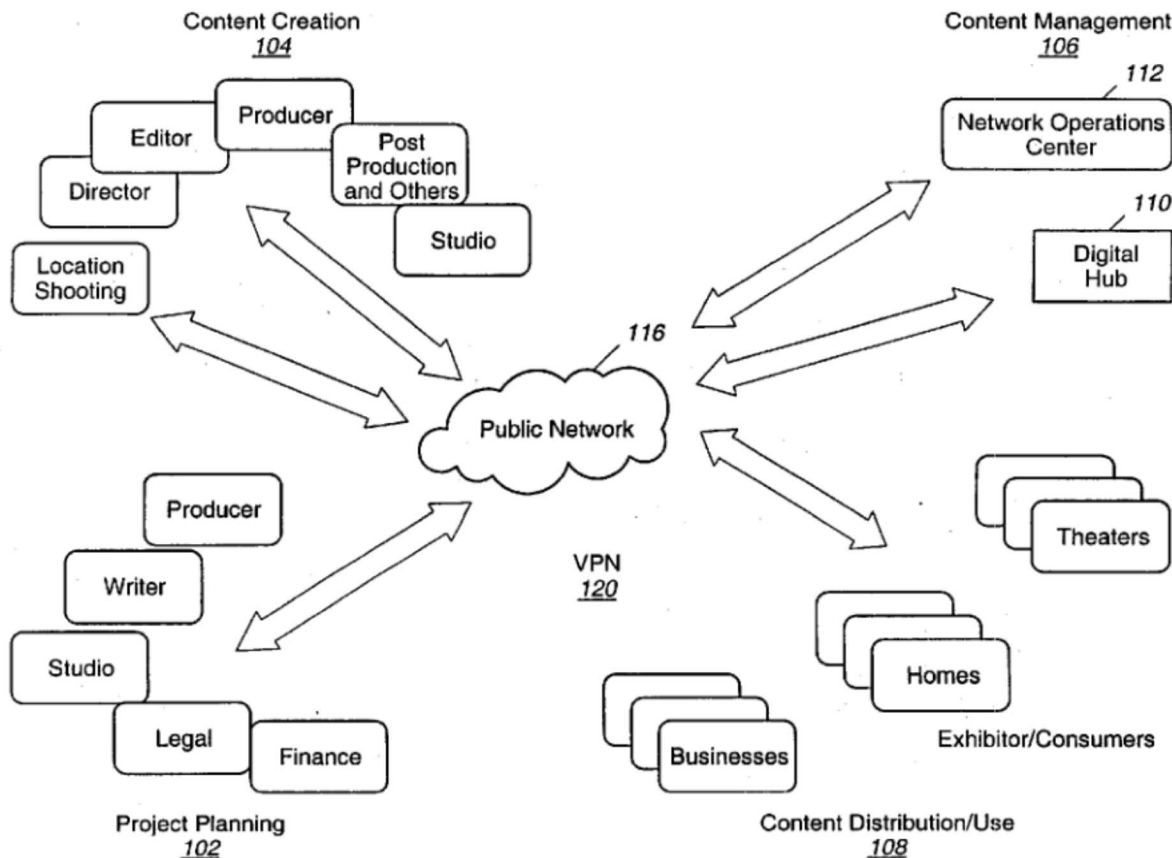 Content Creation
104
Producer
Editor
Post
Production
and Others
Director
Studio
Location
Shooting
Content Management
106
112
Network Operations
Center
110
Digital
Hub
116
Public Network
Producer
Writer
Studio
Legal
Finance
Project Planning
102
VPN
120
Theaters
Homes
Businesses
Exhibitor/Consumers
Content Distribution/Use
108